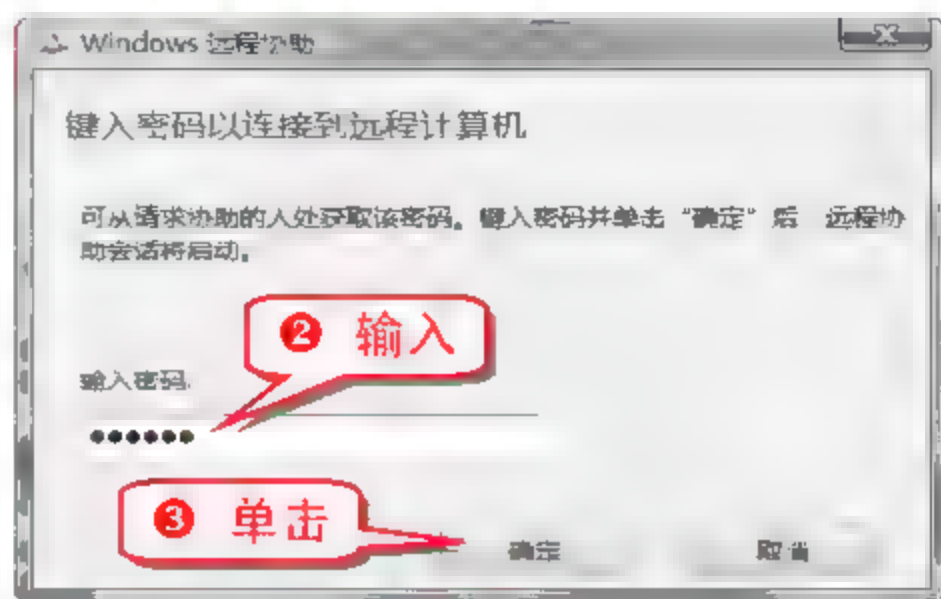 Windows 远程协助
键入密码以连接到远程计算机
可从请求协助的人处获取该密码。键入密码并单击“确定”后 远程协
助会话将启动。
❷ 输入
输入密码:
●●●●●●
❸ 单击
确定 取消